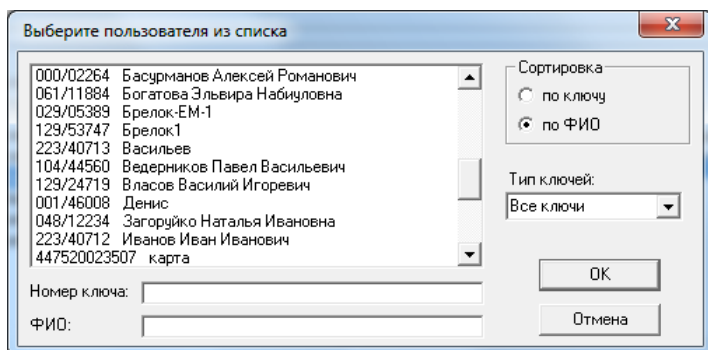 Выберите пользователя из списка
000/02264 Басурманов Алексей Романович
061/11884 Богатова Эльвира Набиуловна
029/05389 Брелок-ЕМ-1
129/53747 Брелок1
223/40713 Васильев
104/44560 Ведерников Павел Васильевич
129/24719 Власов Василий Игоревич
001/46008 Денис
048/12234 Загоруйко Наталья Ивановна
223/40712 Иванов Иван Иванович
447520023507 карта
Номер ключа:
ФИО:
Сортировка
по ключу
по ФИО
Тип ключей:
Все ключи
OK
Отмена